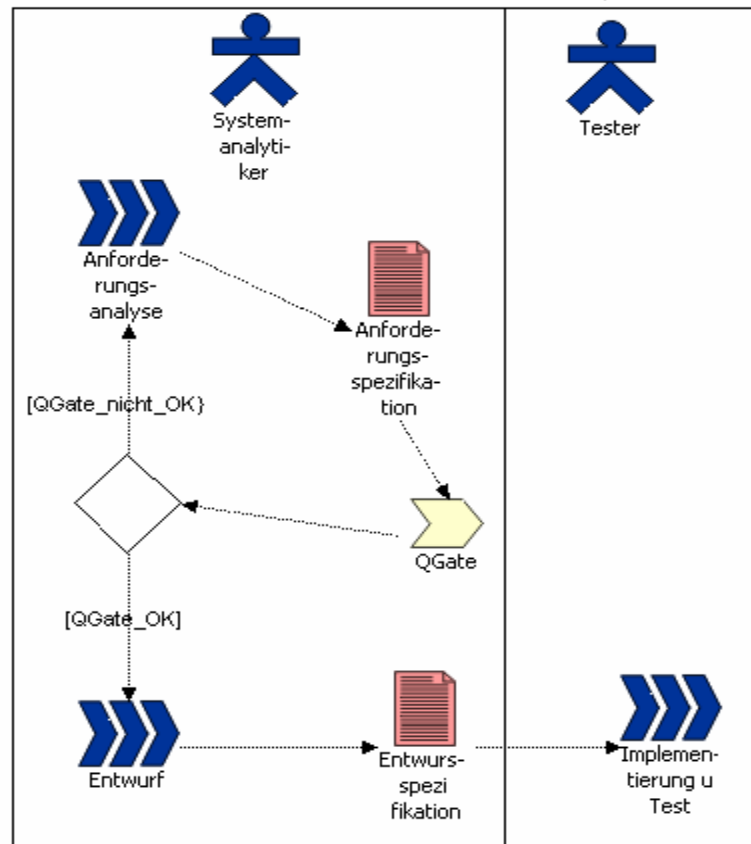 System-
analyti-
ker
Tester
Anforde-
rungs-
analyse
Anforde-
rungs-
spezifika-
tion
[QGate_nicht_OK}
QGate
[QGate_OK]
Entwurf
Entwurs-
spezi
fikation
Implemen-
tierung u
Test